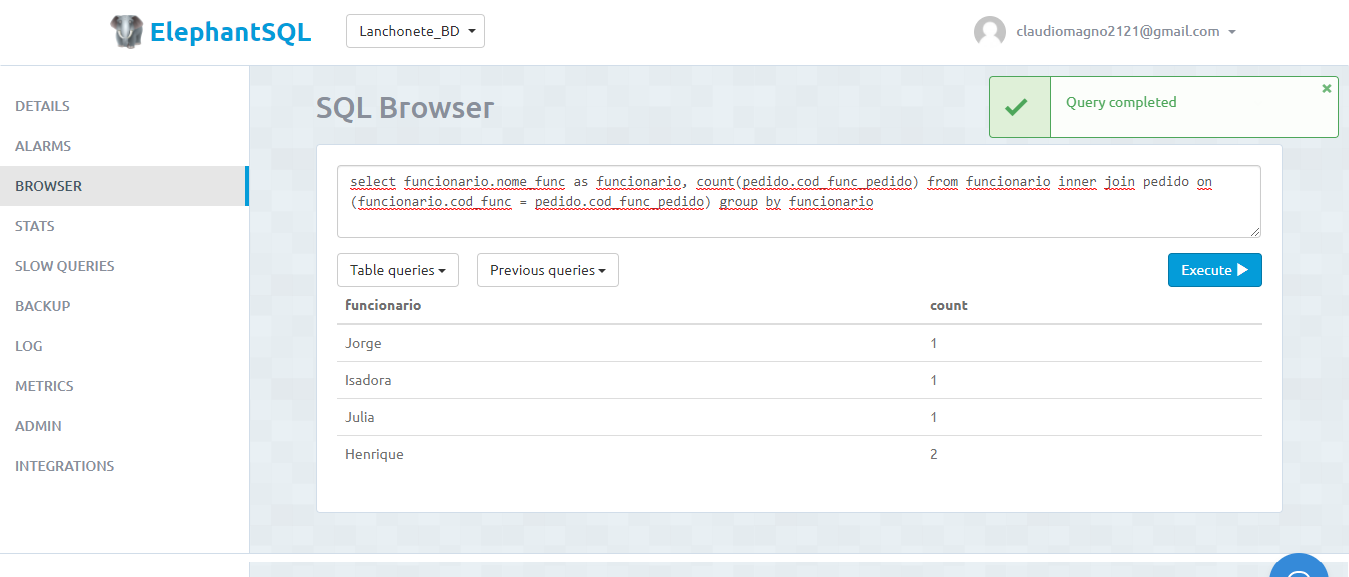 ElephantSQL
Lanchonete_BD
claudiomagno2121@gmail.com
DETAILS
ALARMS
BROWSER
STATS
SLOW QUERIES
BACKUP
LOG
METRICS
ADMIN
INTEGRATIONS
SQL Browser
Query completed
select funcionario.nome_func as funcionario, count(pedido.cod_func_pedido) from funcionario inner join pedido on
(funcionario.cod_func = pedido.cod_func_pedido) group by funcionario
Table queries
Previous queries
Execute
funcionario count
Jorge 1
Isadora 1
Julia 1
Henrique 2